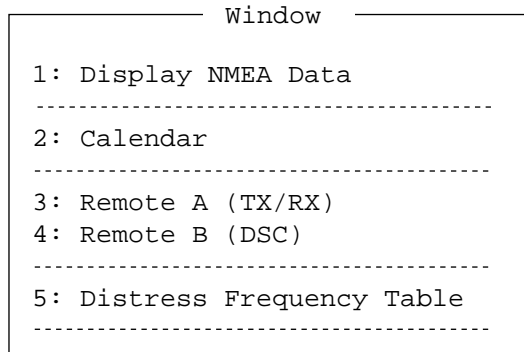 Window
1: Display NMEA Data
2: Calendar
3: Remote A (TX/RX)
4: Remote B (DSC)
5: Distress Frequency Table